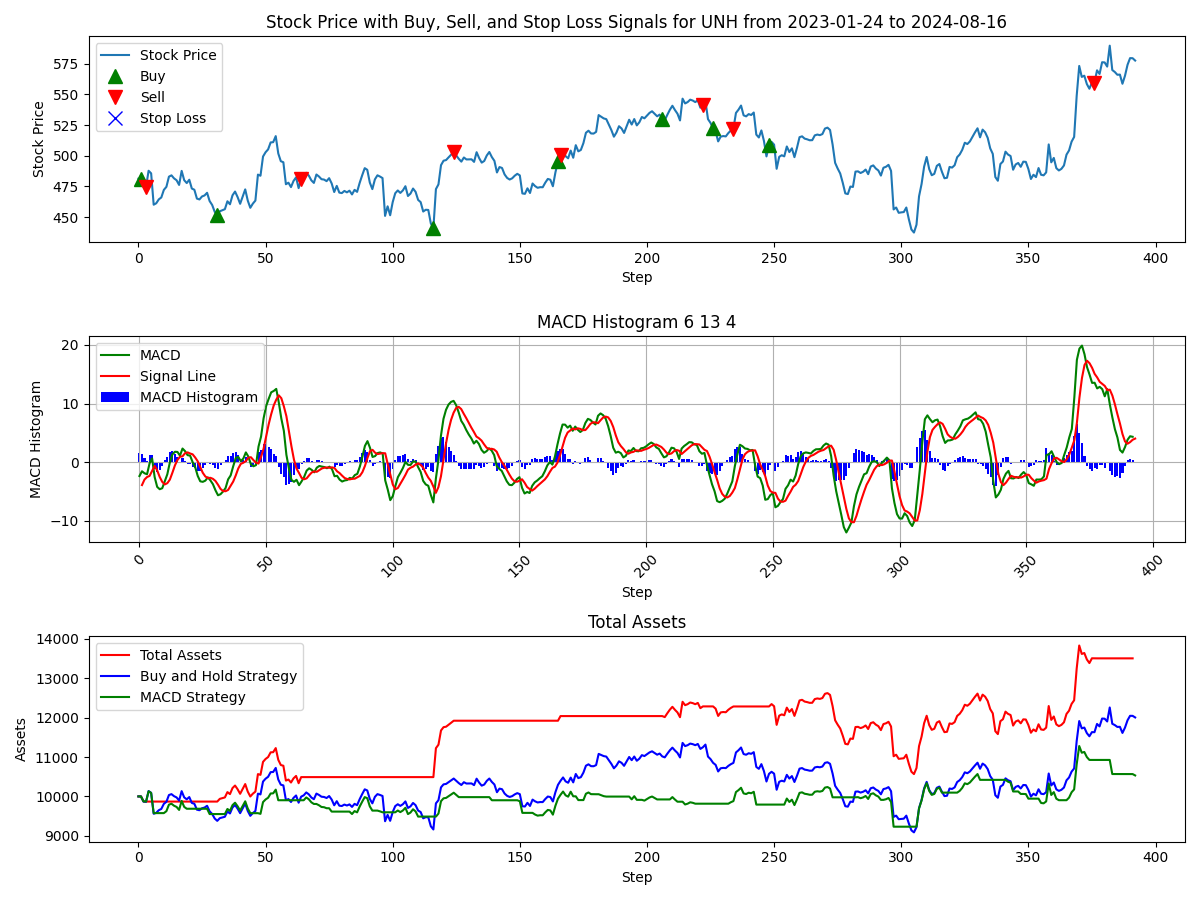 Stock Price with Buy, Sell, and Stop Loss Signals for UNH from 2023-01-24 to 2024-08-16
Stock Price
Buy
Sell
Stop Loss
575
550
525
500
475
450
Stock Price
0 50 100 150 200 250 300 350 400
Step
MACD Histogram 6 13 4
MACD
Signal Line
MACD Histogram
20
10
0
−10
MACD Histogram
0 50 100 150 200 250 300 350 400
Step
Total Assets
Total Assets
Buy and Hold Strategy
MACD Strategy
14000
13000
12000
11000
10000
9000
Assets
0 50 100 150 200 250 300 350 400
Step